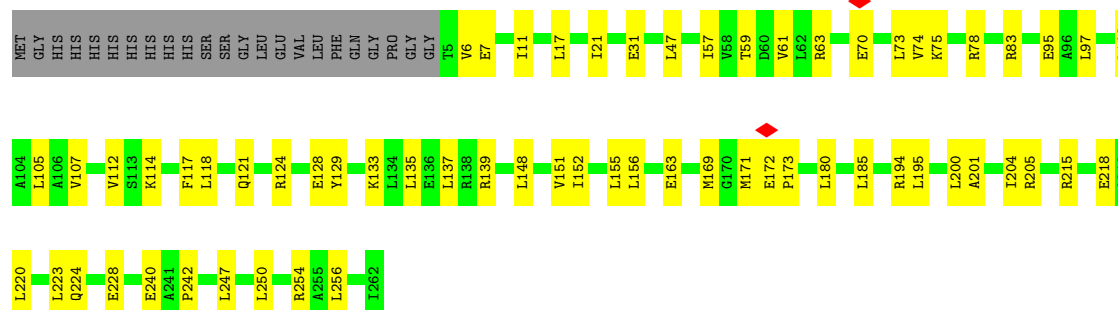 MET GLY HIS HIS HIS HIS HIS HIS HIS HIS SER SER GLY LEU GLU VAL LEU PHE GLN GLY PRO GLY GLY T5 V6 E7 I11 L17 I21 E31 L47 I57 V58 T59 D60 V61 L62 R63 E70 L73 V74 K75 R78 R83 E95 A96 L97
A104 L105 A106 V107 V112 S113 K114 F117 L118 Q121 R124 E128 Y129 K133 L134 L135 E136 L137 R138 R139 L148 V151 I152 L155 L156 E163 M169 G170 M171 E172 P173 L180 L185 R194 L195 L200 A201 I204 R205 R215 E218
L220 L223 Q224 E228 E240 A241 P242 L247 L250 R254 A255 L256 I262